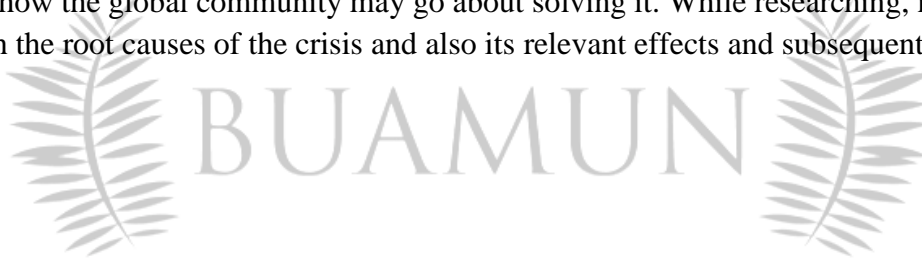 how the global community may go about solving it. While researching,
the root causes of the crisis and also its relevant effects and subsequent
BUAMUN